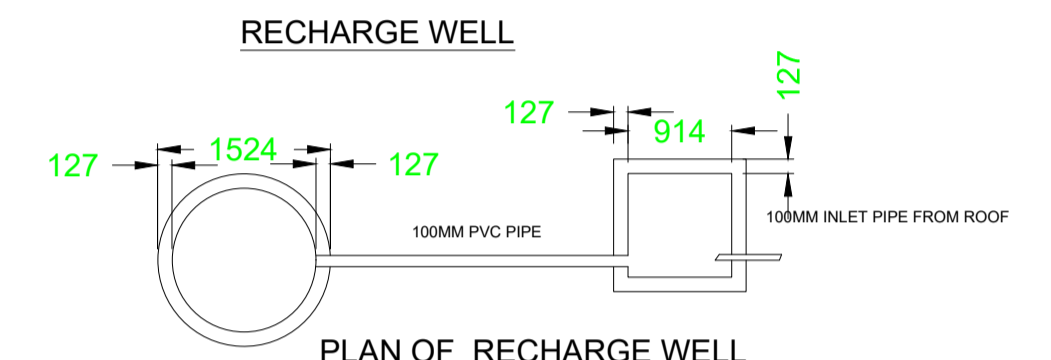 RECHARGE WELL
127
127
914
127
1524
127
100MM INLET PIPE FROM ROOF
100MM PVC PIPE
PLAN OF RECHARGE WELL